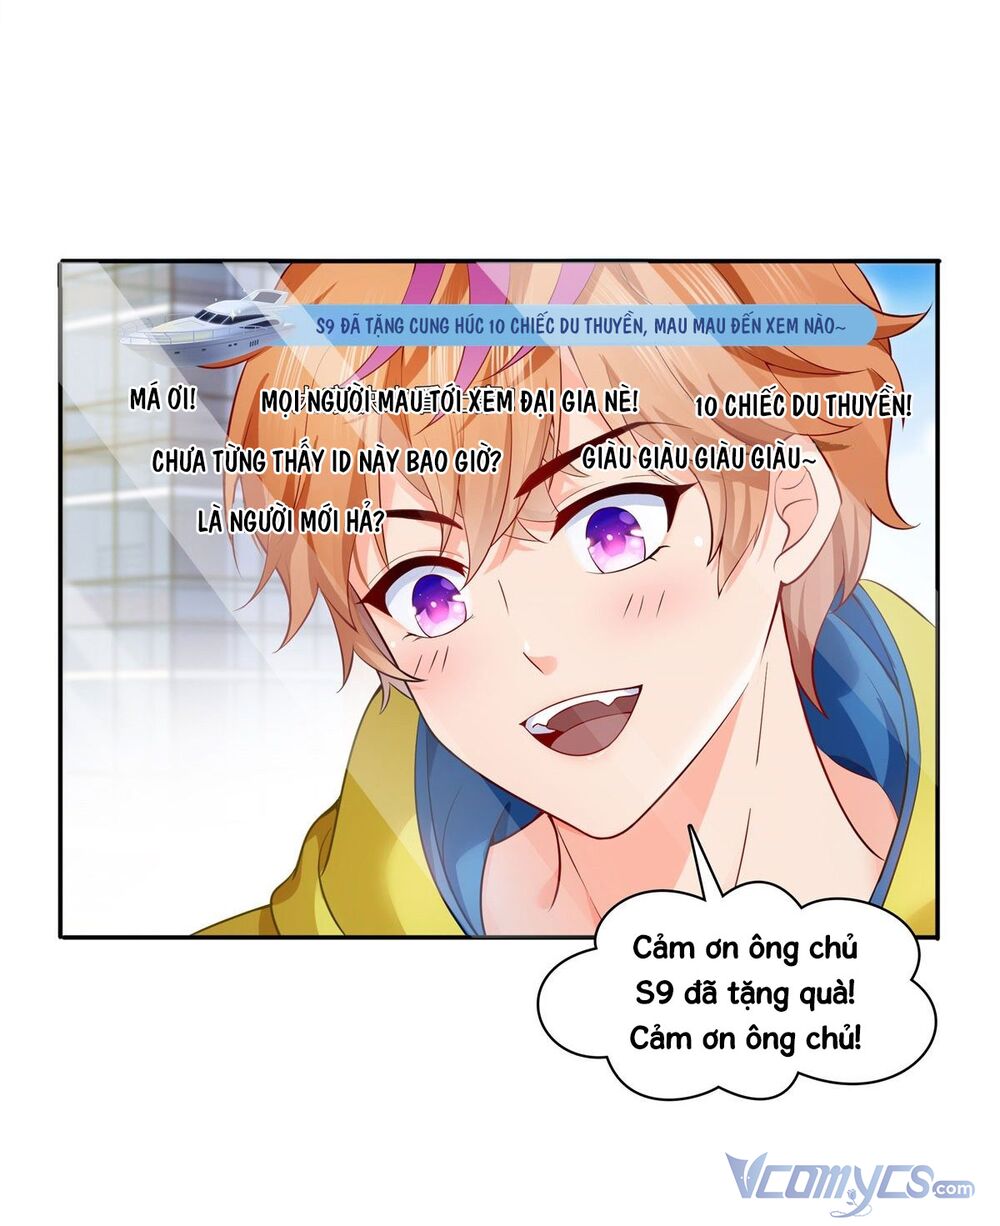 S9 ĐÃ TẶNG CUNG HÚC 10 CHIẾC DU THUYỀN, MAU MAU ĐẾN XEM NÀO~
MÁ ƠI!
MỌI NGƯỜI MAU TỚI XEM ĐẠI GIA NÈ!
10 CHIẾC DU THUYỀN!
CHƯA TỪNG THẤY ID NÀY BAO GIỜ?
GIÀU GIÀU GIÀU GIÀU~
LÀ NGƯỜI MỚI HẢ?
Cảm ơn ông chủ
S9 đã tặng quà!
Cảm ơn ông chủ!
VCOMYCS.com